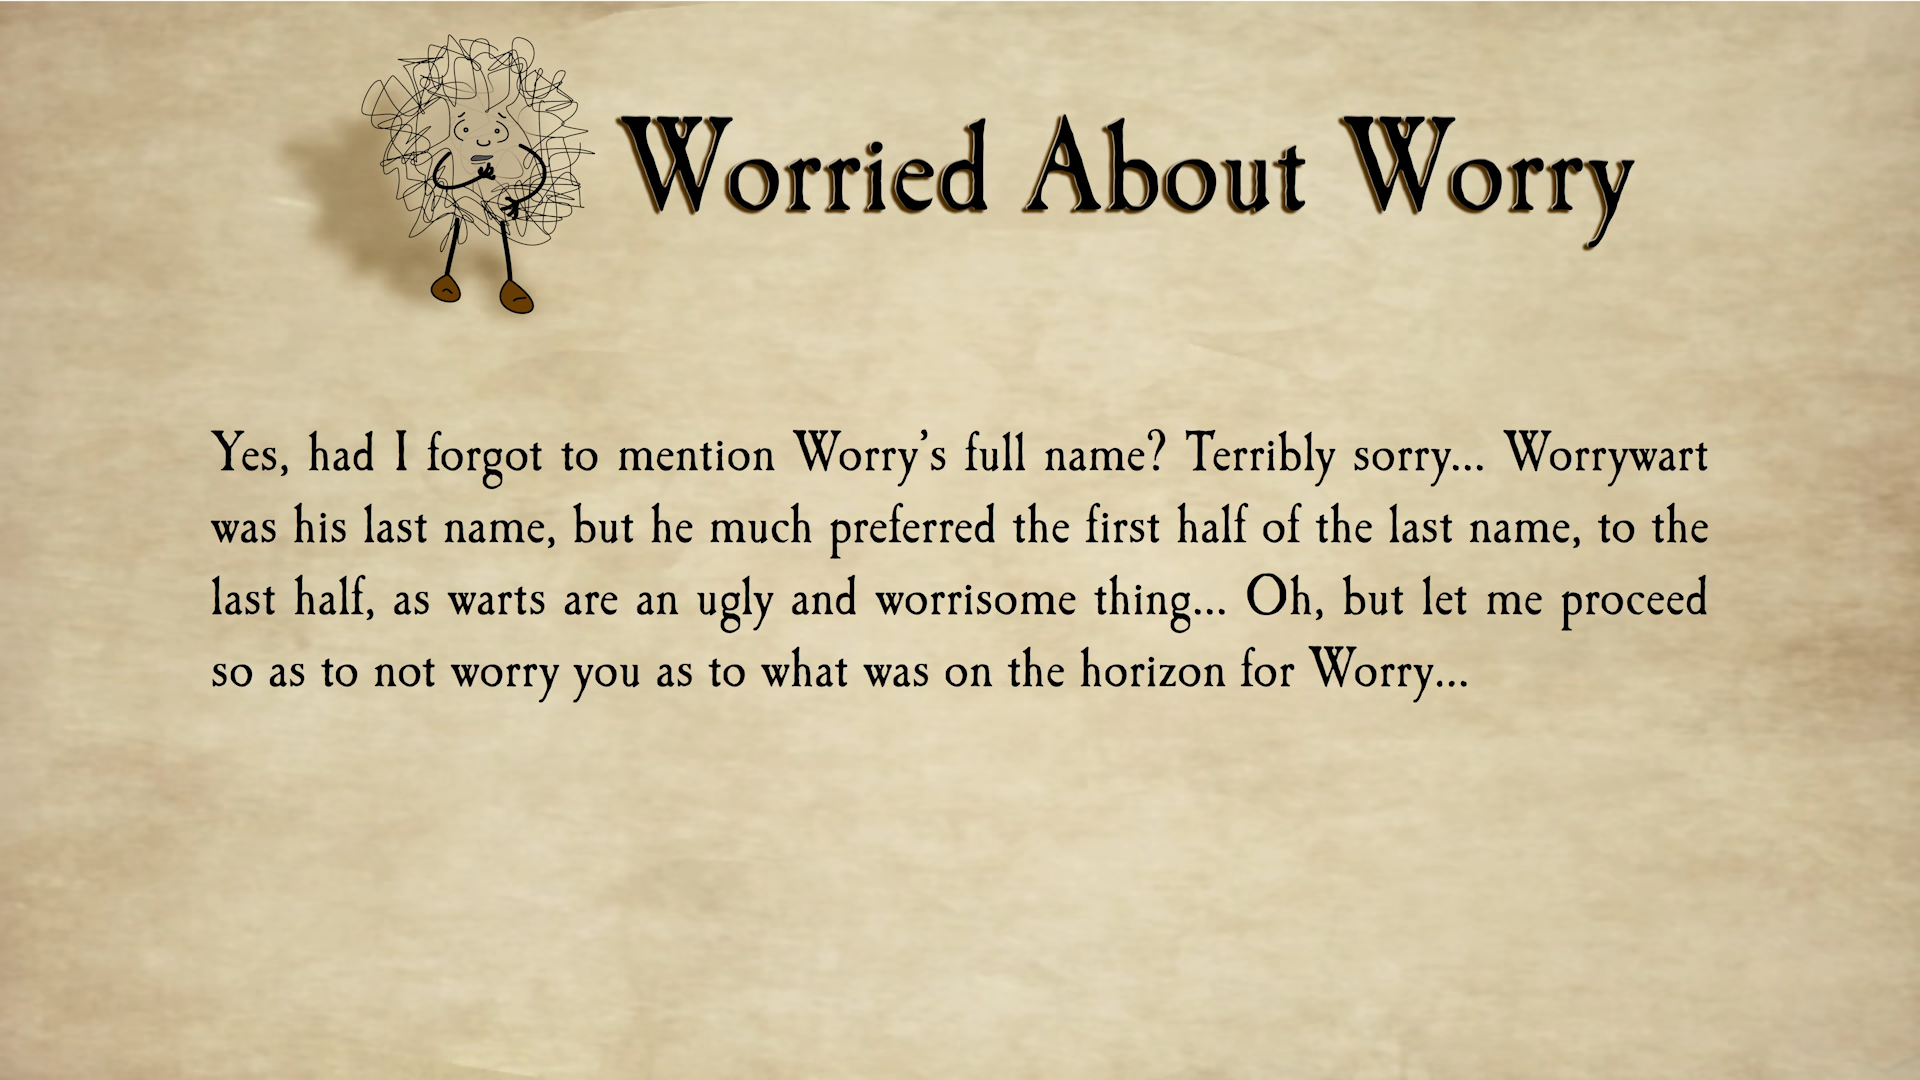 Worried About Worry
Yes, had I forgot to mention Worry's full name? Terribly sorry... Worrywart
was his last name, but he much preferred the first half of the last name, to the
last half, as warts are an ugly and worrisome thing... Oh, but let me proceed
so as to not worry you as to what was on the horizon for Worry...